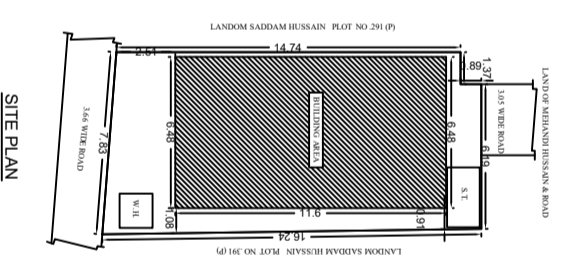 LANDOM SADDAM HUSSAIN PLOT NO .291 (P)
14.74
2.51
.89
1.37
LAND OF MEHANDI HUSSAIN & ROAD
3.05 WIDE ROAD
6.19
6.48
BUILDING AREA
6.48
3.66 WIDE ROAD
7.83
SITE PLAN
S.T.
W.H.
1.08
11.6
0.91
16.24
LANDOM SADDAM HUSSAIN PLOT NO .391 (P)